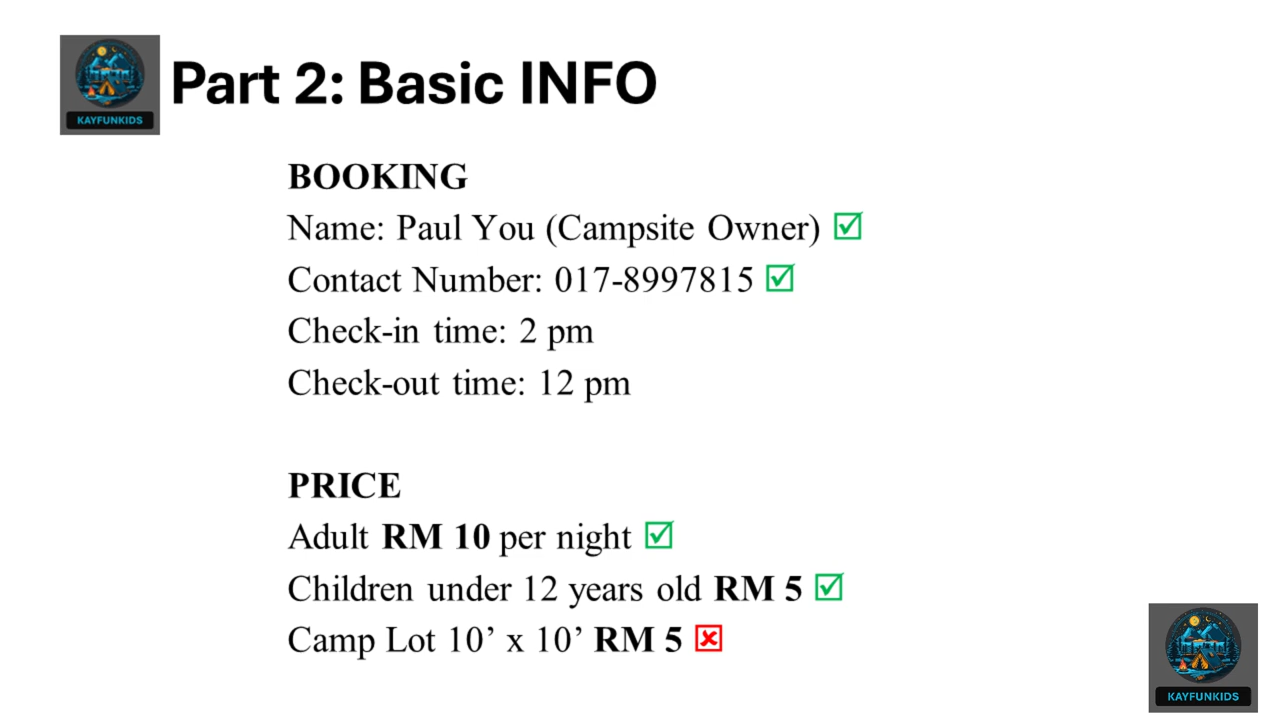 KAYFUNKIDS
Part 2: Basic INFO
BOOKING
Name: Paul You (Campsite Owner) ☑
Contact Number: 017-8997815 ☑
Check-in time: 2 pm
Check-out time: 12 pm
PRICE
Adult RM 10 per night ☑
Children under 12 years old RM 5 ☑
Camp Lot 10’ x 10’ RM 5 ☒
KAYFUNKIDS